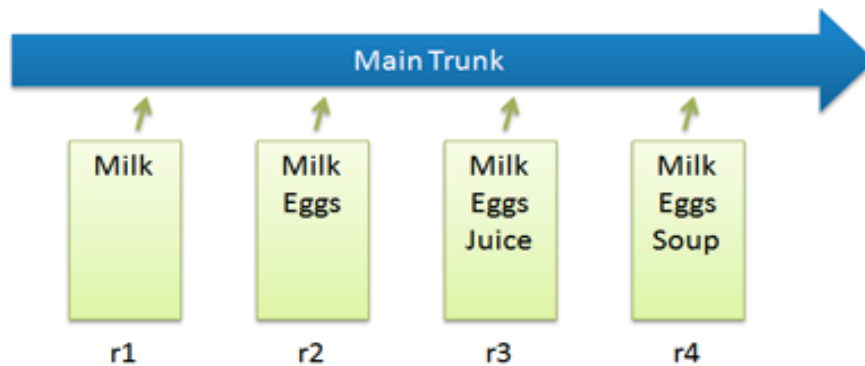 Main Trunk
Milk
Milk
Eggs
Milk
Eggs
Juice
Milk
Eggs
Soup
r1
r2
r3
r4